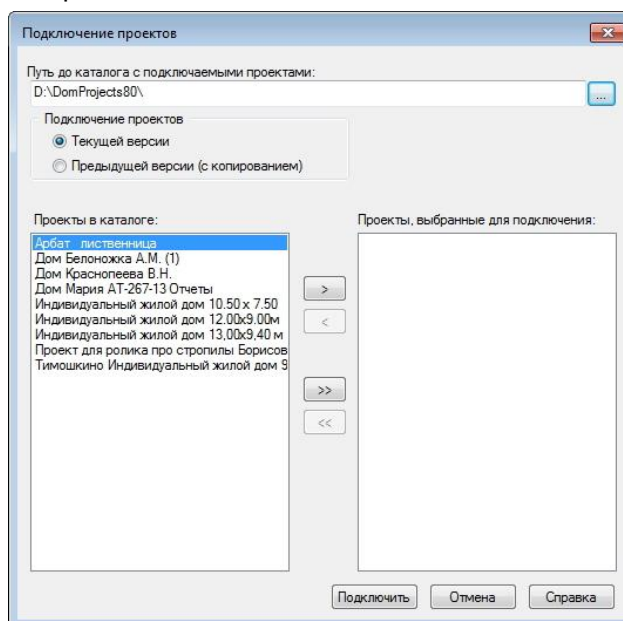 Подключение проектов
Путь до каталога с подключаемыми проектами:
D:\DomProjects80\
...
Подключение проектов
Текущей версии
Предыдущей версии (с копированием)
Проекты в каталоге:
Проекты, выбранные для подключения:
Арбат лиственница
Дом Белоножка А.М. (1)
Дом Краснопеева В.Н.
Дом Мария АТ-267-13 Отчеты
Индивидуальный жилой дом 10.50 x 7.50
Индивидуальный жилой дом 12.00x9.00м
Индивидуальный жилой дом 13,00x9,40 м
Проект для ролика про стропилы Борисов
Тимошкино Индивидуальный жилой дом 9
>
<
>>
<<
Подключить
Отмена
Справка